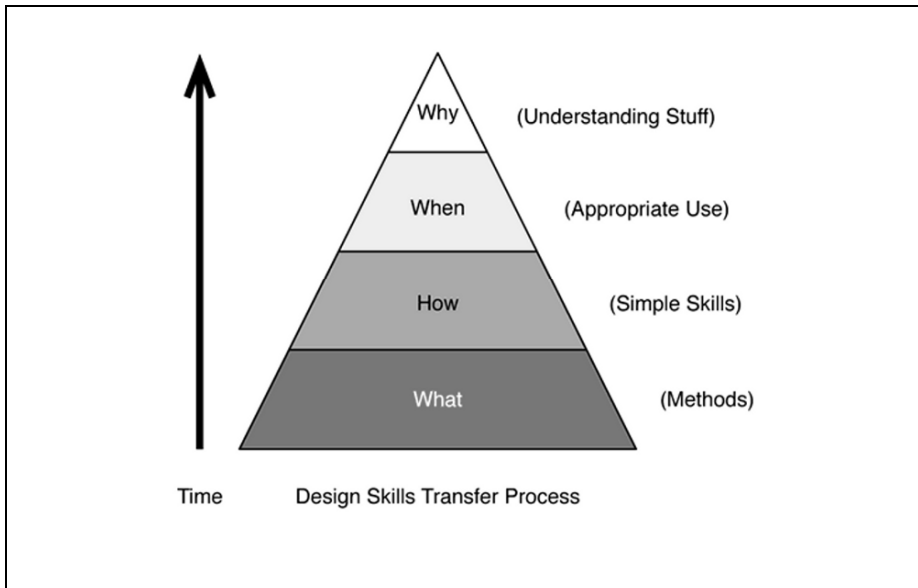 Why (Understanding Stuff)
When (Appropriate Use)
How (Simple Skills)
What (Methods)
Time Design Skills Transfer Process